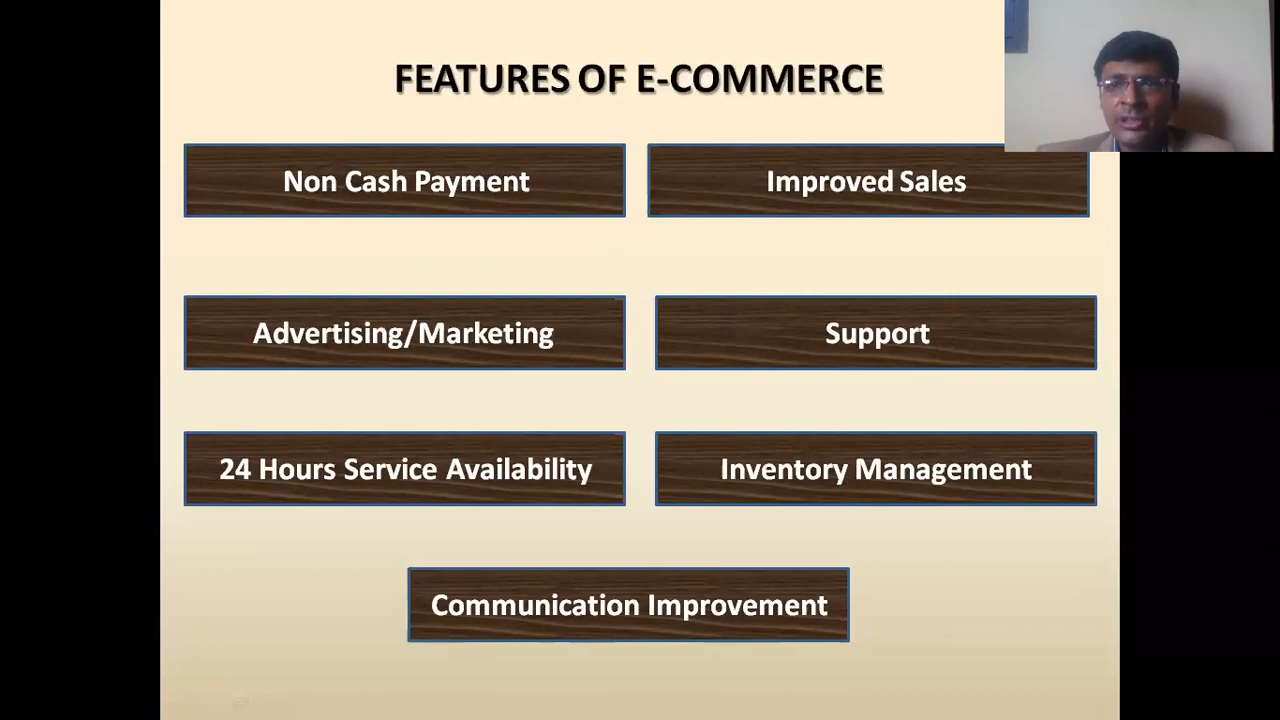 FEATURES OF E-COMMERCE
Non Cash Payment
Improved Sales
Advertising/Marketing
Support
24 Hours Service Availability
Inventory Management
Communication Improvement